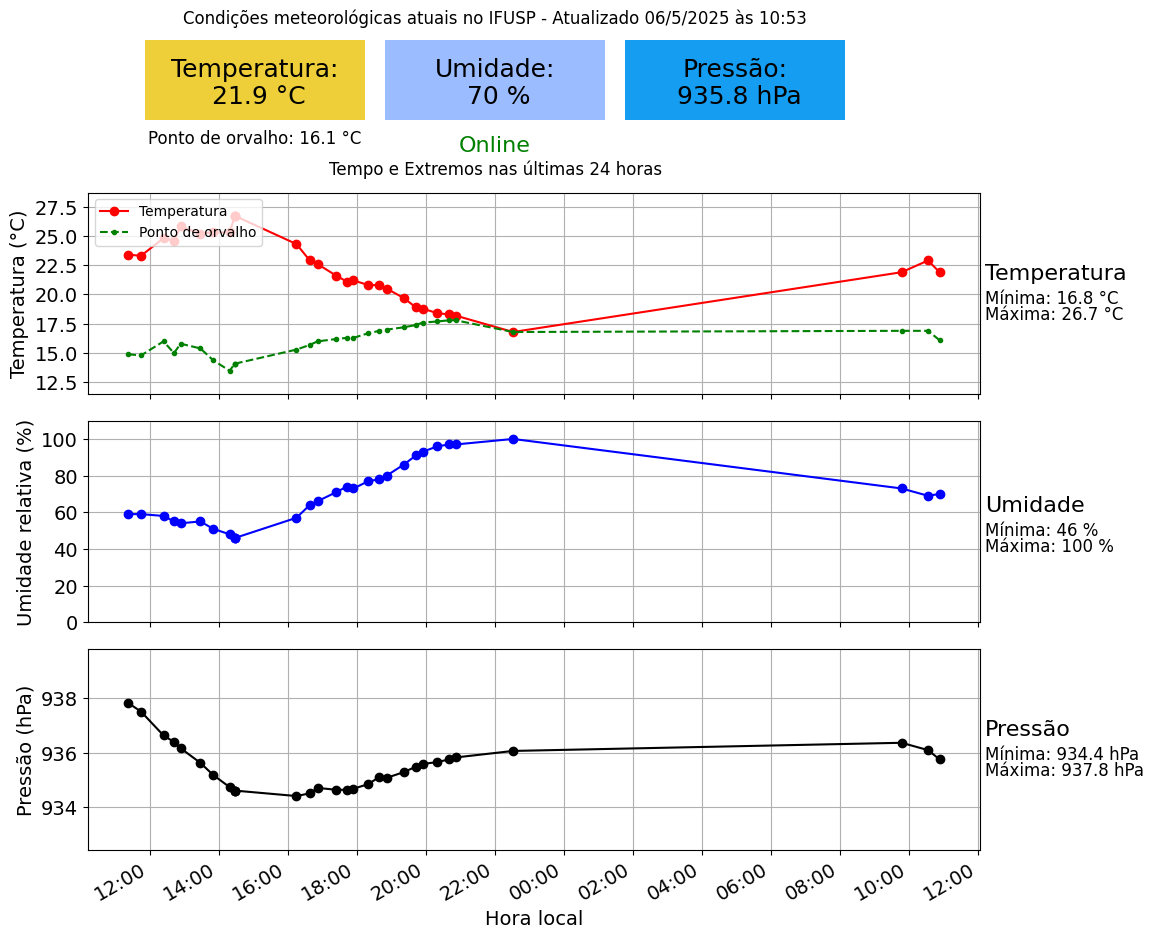 Condições meteorológicas atuais no IFUSP - Atualizado 06/5/2025 às 10:53
Temperatura:
21.9 °C
Umidade:
70 %
Pressão:
935.8 hPa
Ponto de orvalho: 16.1 °C
Online
Tempo e Extremos nas últimas 24 horas
Temperatura (°C)
27.5
25.0
22.5
20.0
17.5
15.0
12.5
Temperatura
Ponto de orvalho
Temperatura
Mínima: 16.8 °C
Máxima: 26.7 °C
Umidade relativa (%)
100
80
60
40
20
0
Umidade
Mínima: 46 %
Máxima: 100 %
Pressão (hPa)
938
936
934
Pressão
Mínima: 934.4 hPa
Máxima: 937.8 hPa
12:00 14:00 16:00 18:00 20:00 22:00 00:00 02:00 04:00 06:00 08:00 10:00 12:00
Hora local